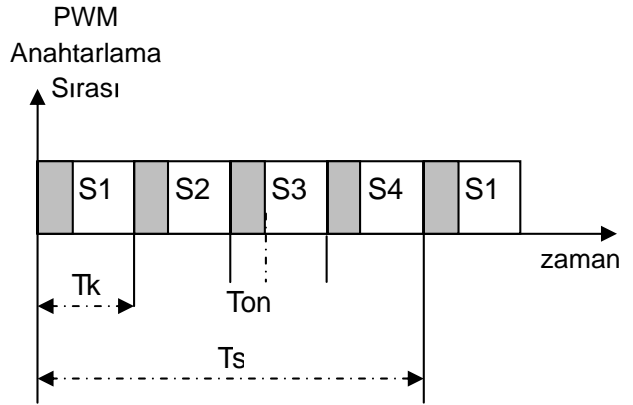 PWM
Anahtarlama
Sırası
S1 S2 S3 S4 S1
zaman
Tk
Ton
Ts